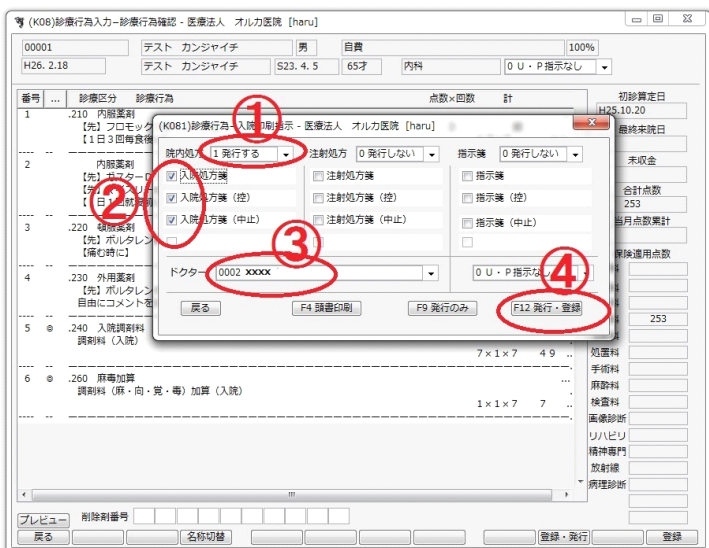 (K08)診療行為入力-診療行為確認 - 医療法人 オルカ医院 [haru]
00001 テスト カンジャイチ 男 自費 100%
H26. 2.18 テスト カンジャイチ S23. 4. 5 65才 内科 0 U・P指示なし
番号 ... 診療区分 診療行為 点数×回数 計
初診算定日
H25.10.20
最終来院日
未収金
合計点数
253
当月点数累計
保険適用点数
253
処置料
手術料
麻酔料
検査料
画像診断
リハビリ
精神専門
放射線
病理診断
1 .210 内服薬剤
【先】フロモック
【1日3回毎食後
2 内服薬剤
【先】ガスターD
3 .220 頓服薬剤
【先】ボルタレン
【痛む時に】
4 .230 外用薬剤
【先】ボルタレン
自由にコメントを
5 ◎ .240 入院調剤料
調剤料(入院)
7×1×7 49 ..
6 ◎ .260 麻毒加算 ...
調剤料(麻・向・覚・毒)加算(入院)
1×1×7 7 ..
(K081)診療行為-入院印刷指示 - 医療法人 オルカ医院 [haru]
①
院内処方 1 発行する 注射処方 0 発行しない 指示箋 0 発行しない
②
入院処方箋 注射処方箋 指示箋
入院処方箋(控) 注射処方箋(控) 指示箋(控)
入院処方箋(中止) 注射処方箋(中止) 指示箋(中止)
③
ドクター 0002 xxxx 0 U・P指示なし
④
戻る F4 頭書印刷 F9 発行のみ F12 発行・登録
プレビュー 削除剤番号
戻る 名称切替 登録・発行 登録